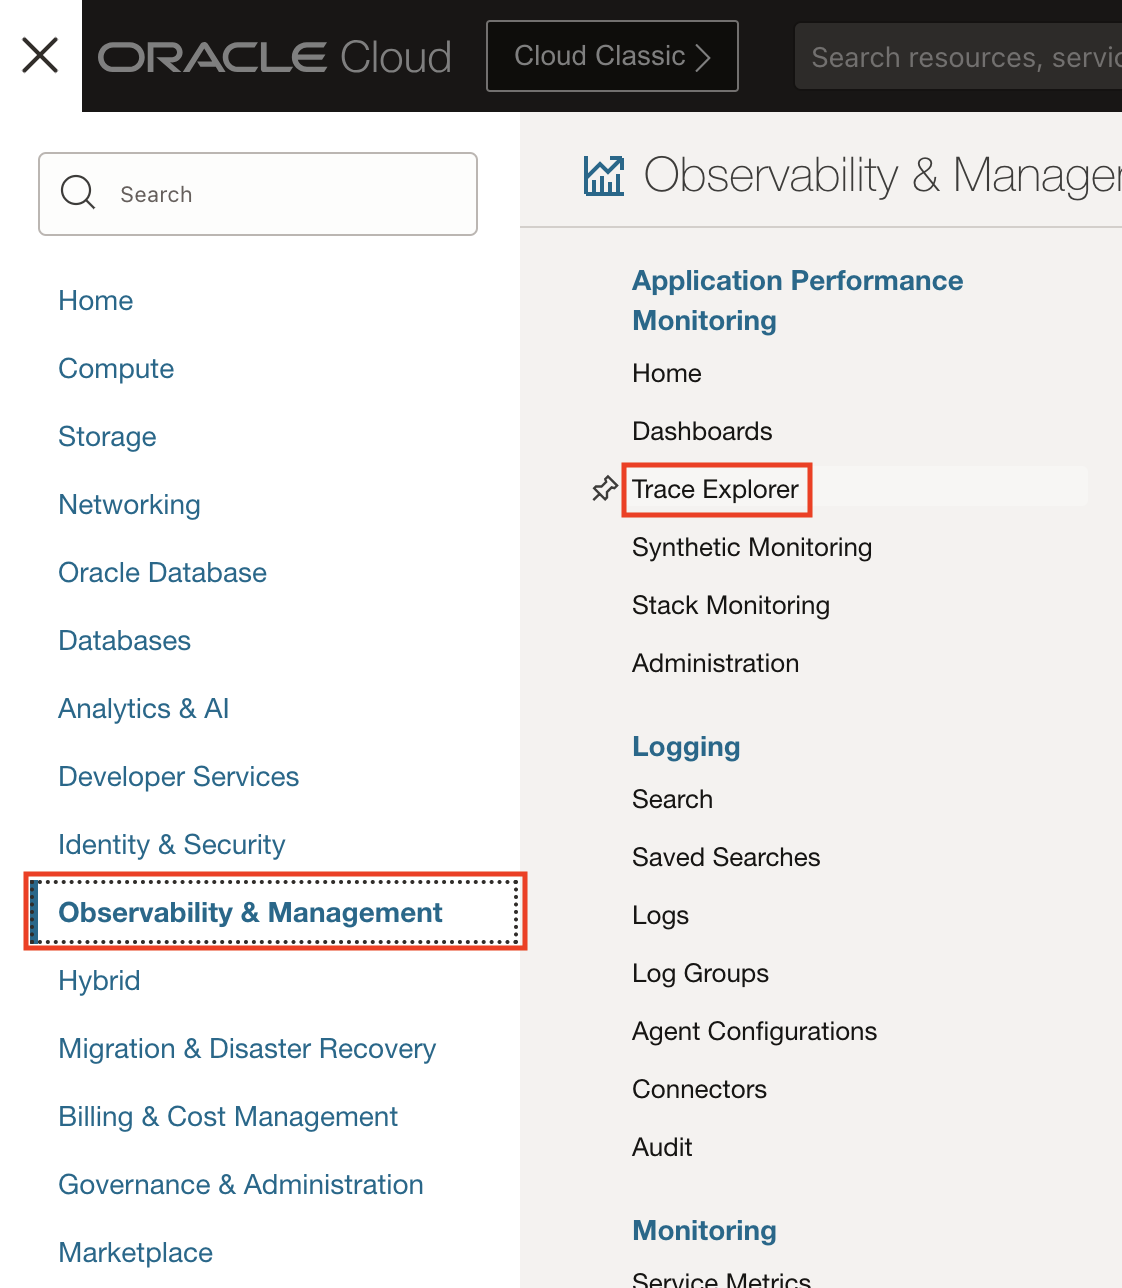 ORACLE Cloud
Cloud Classic
Search resources, servic
Search
Home
Compute
Storage
Networking
Oracle Database
Databases
Analytics & AI
Developer Services
Identity & Security
Observability & Management
Hybrid
Migration & Disaster Recovery
Billing & Cost Management
Governance & Administration
Marketplace
Observability & Manager
Application Performance
Monitoring
Home
Dashboards
Trace Explorer
Synthetic Monitoring
Stack Monitoring
Administration
Logging
Search
Saved Searches
Logs
Log Groups
Agent Configurations
Connectors
Audit
Monitoring
Service Metrics